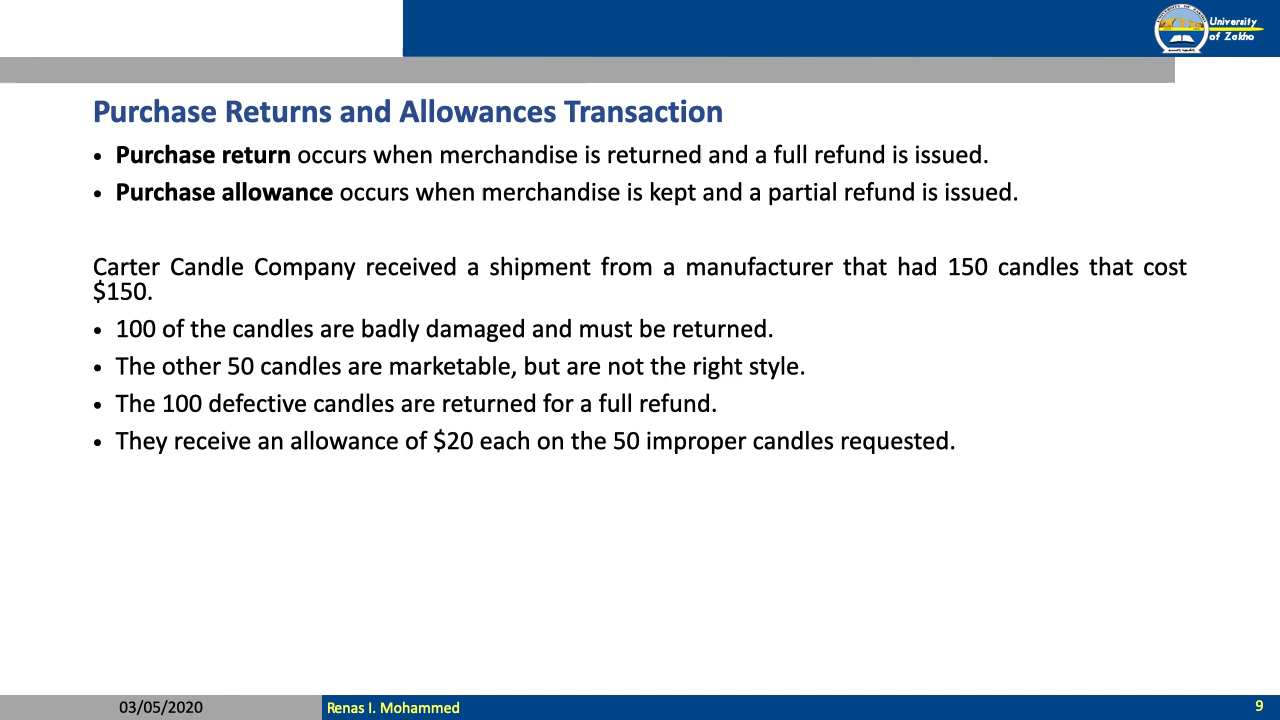 University
of Zakho
Purchase Returns and Allowances Transaction
• Purchase return occurs when merchandise is returned and a full refund is issued.
• Purchase allowance occurs when merchandise is kept and a partial refund is issued.
Carter Candle Company received a shipment from a manufacturer that had 150 candles that cost
$150.
• 100 of the candles are badly damaged and must be returned.
• The other 50 candles are marketable, but are not the right style.
• The 100 defective candles are returned for a full refund.
• They receive an allowance of $20 each on the 50 improper candles requested.
03/05/2020
Renas I. Mohammed
9